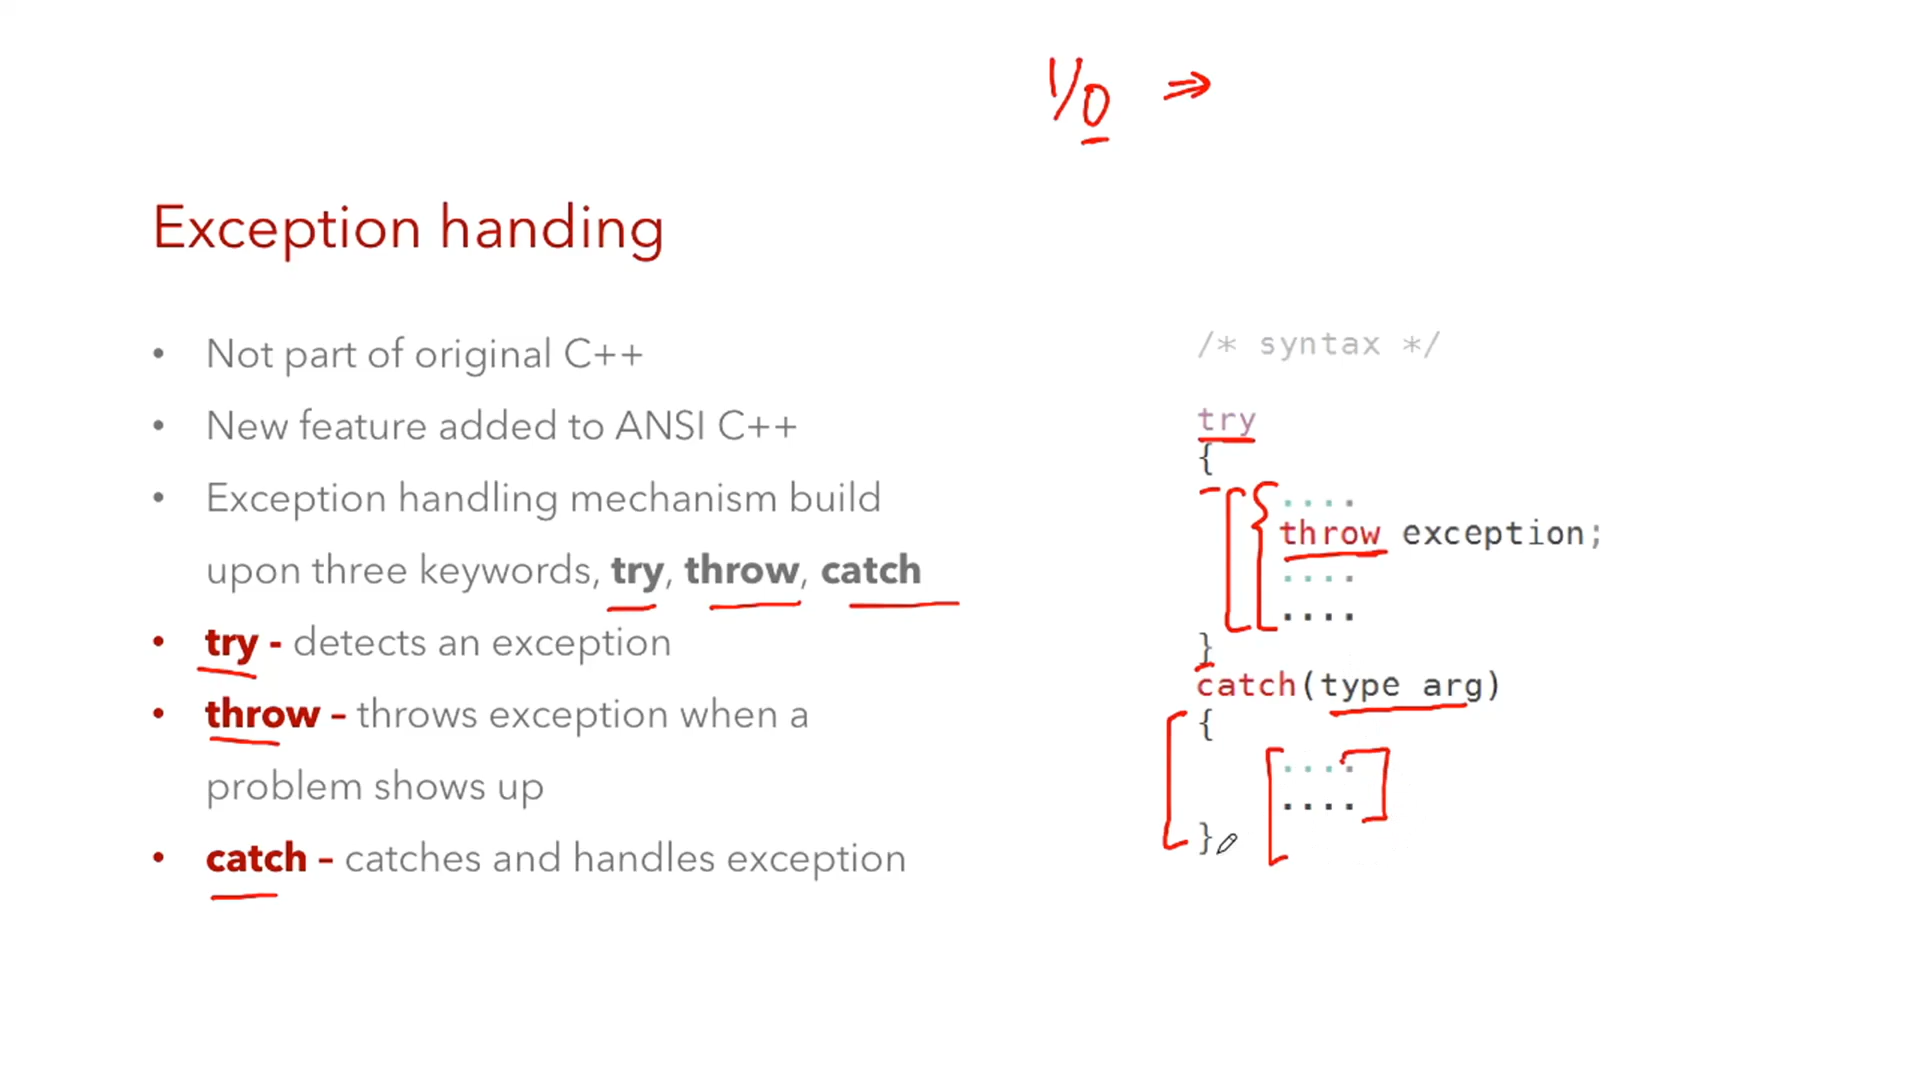 1/0 ⇒
Exception handing
• Not part of original C++
• New feature added to ANSI C++
• Exception handling mechanism build
upon three keywords, try, throw, catch
• try - detects an exception
• throw – throws exception when a
problem shows up
• catch – catches and handles exception
/* syntax */
try
{
....
throw exception;
....
....
}
catch(type arg)
{
....
....
}